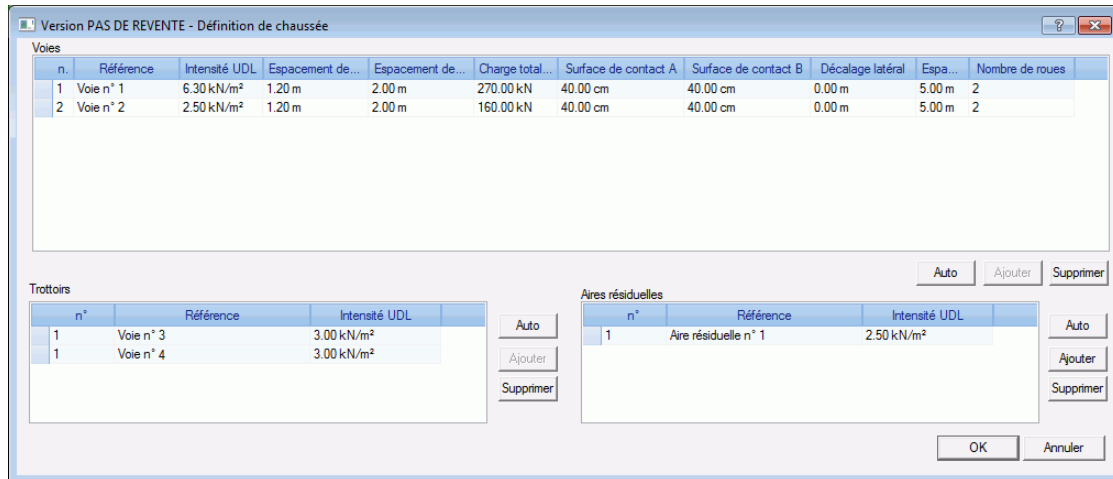 Version PAS DE REVENTE - Définition de chaussée
Voies
n. Référence Intensité UDL Espacement de... Espacement de... Charge total... Surface de contact A Surface de contact B Décalage latéral Espa... Nombre de roues
1 Voie n° 1 6.30 kN/m² 1.20 m 2.00 m 270.00 kN 40.00 cm 40.00 cm 0.00 m 5.00 m 2
2 Voie n° 2 2.50 kN/m² 1.20 m 2.00 m 160.00 kN 40.00 cm 40.00 cm 0.00 m 5.00 m 2
Auto Ajouter Supprimer
Trottoirs
n° Référence Intensité UDL
1 Voie n° 3 3.00 kN/m²
1 Voie n° 4 3.00 kN/m²
Auto
Ajouter
Supprimer
Aires résiduelles
n° Référence Intensité UDL
1 Aire résiduelle n° 1 2.50 kN/m²
Auto
Ajouter
Supprimer
OK Annuler